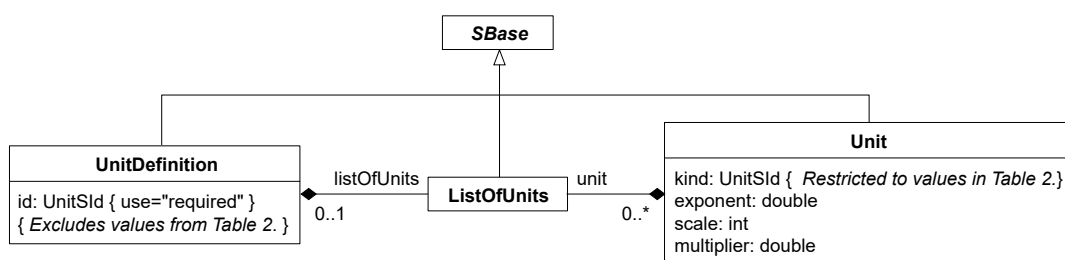 SBase
UnitDefinition
id: UnitSId { use="required" }
{ Excludes values from Table 2. }
listOfUnits
0..1
ListOfUnits
unit
0..*
Unit
kind: UnitSId { Restricted to values in Table 2.}
exponent: double
scale: int
multiplier: double